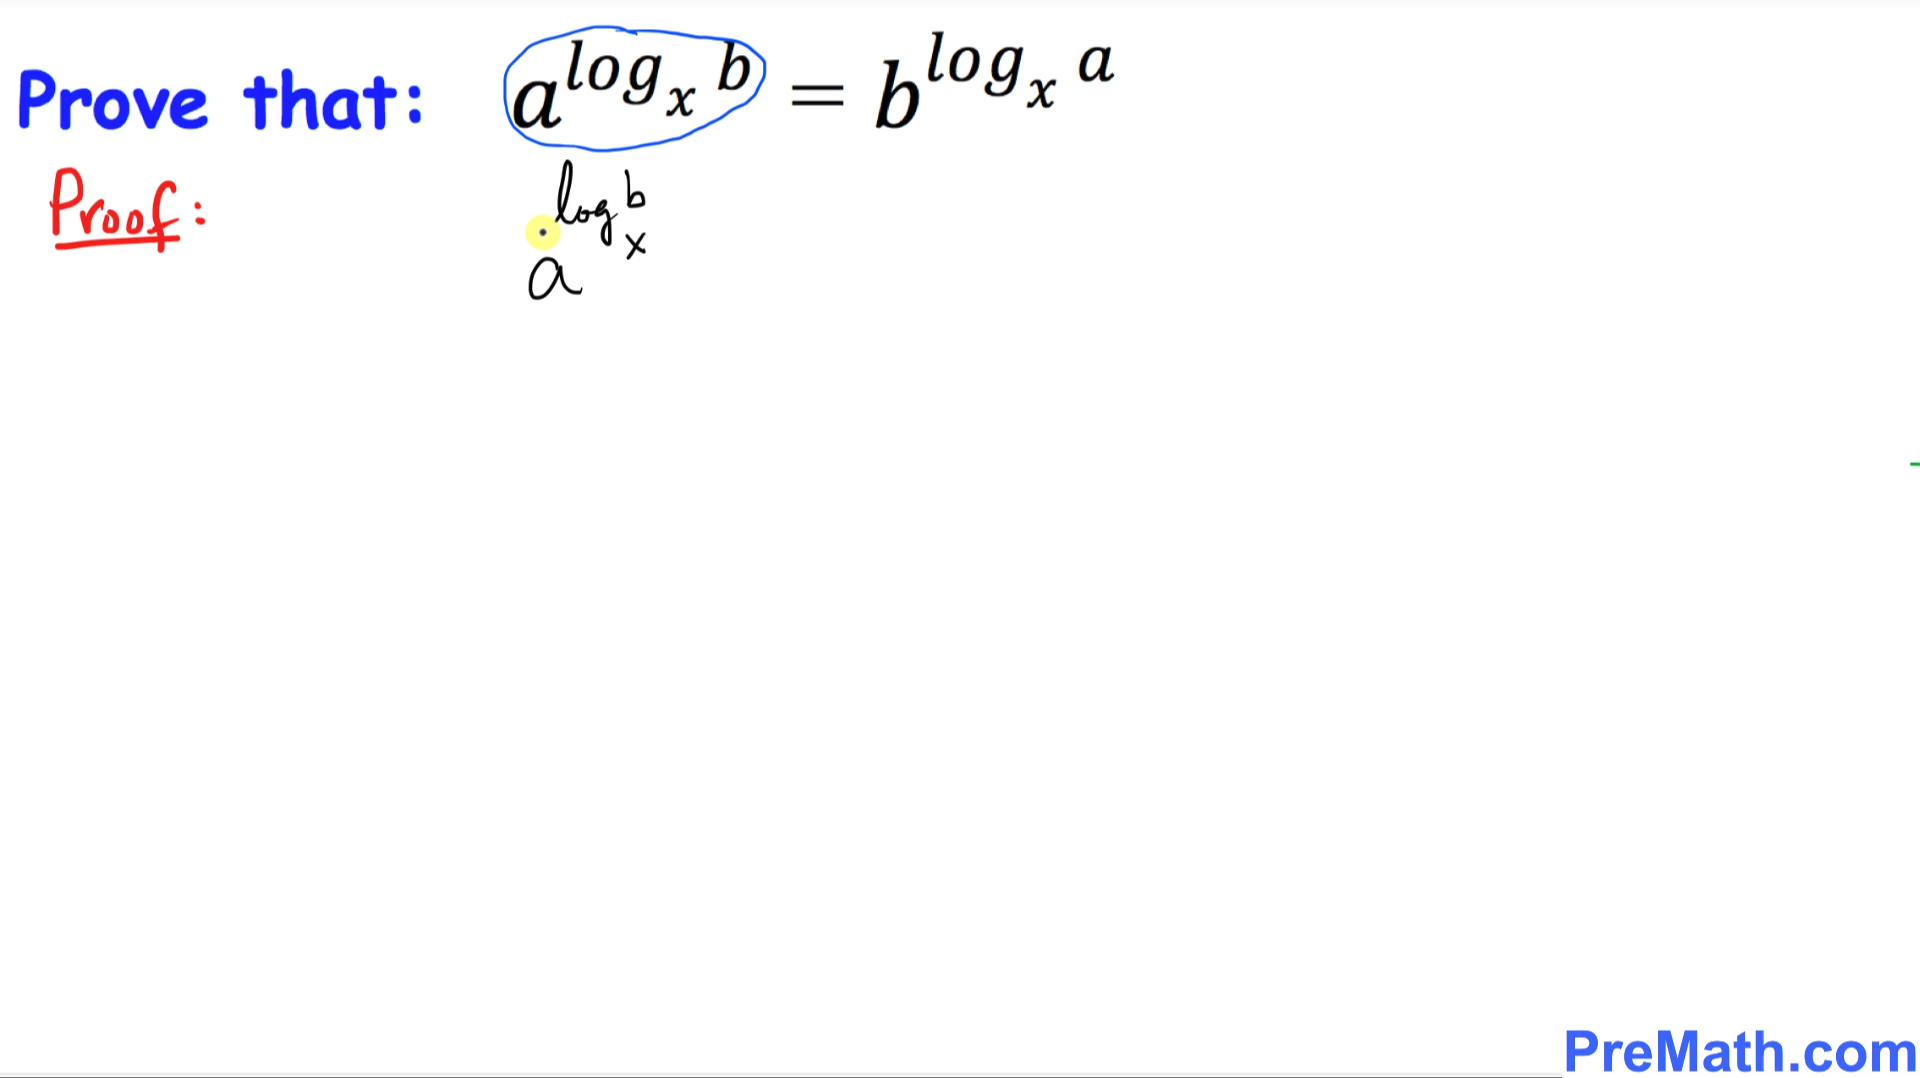 Prove that: a^{log_x b} = b^{log_x a}
Proof: a^{log_x b}
PreMath.com